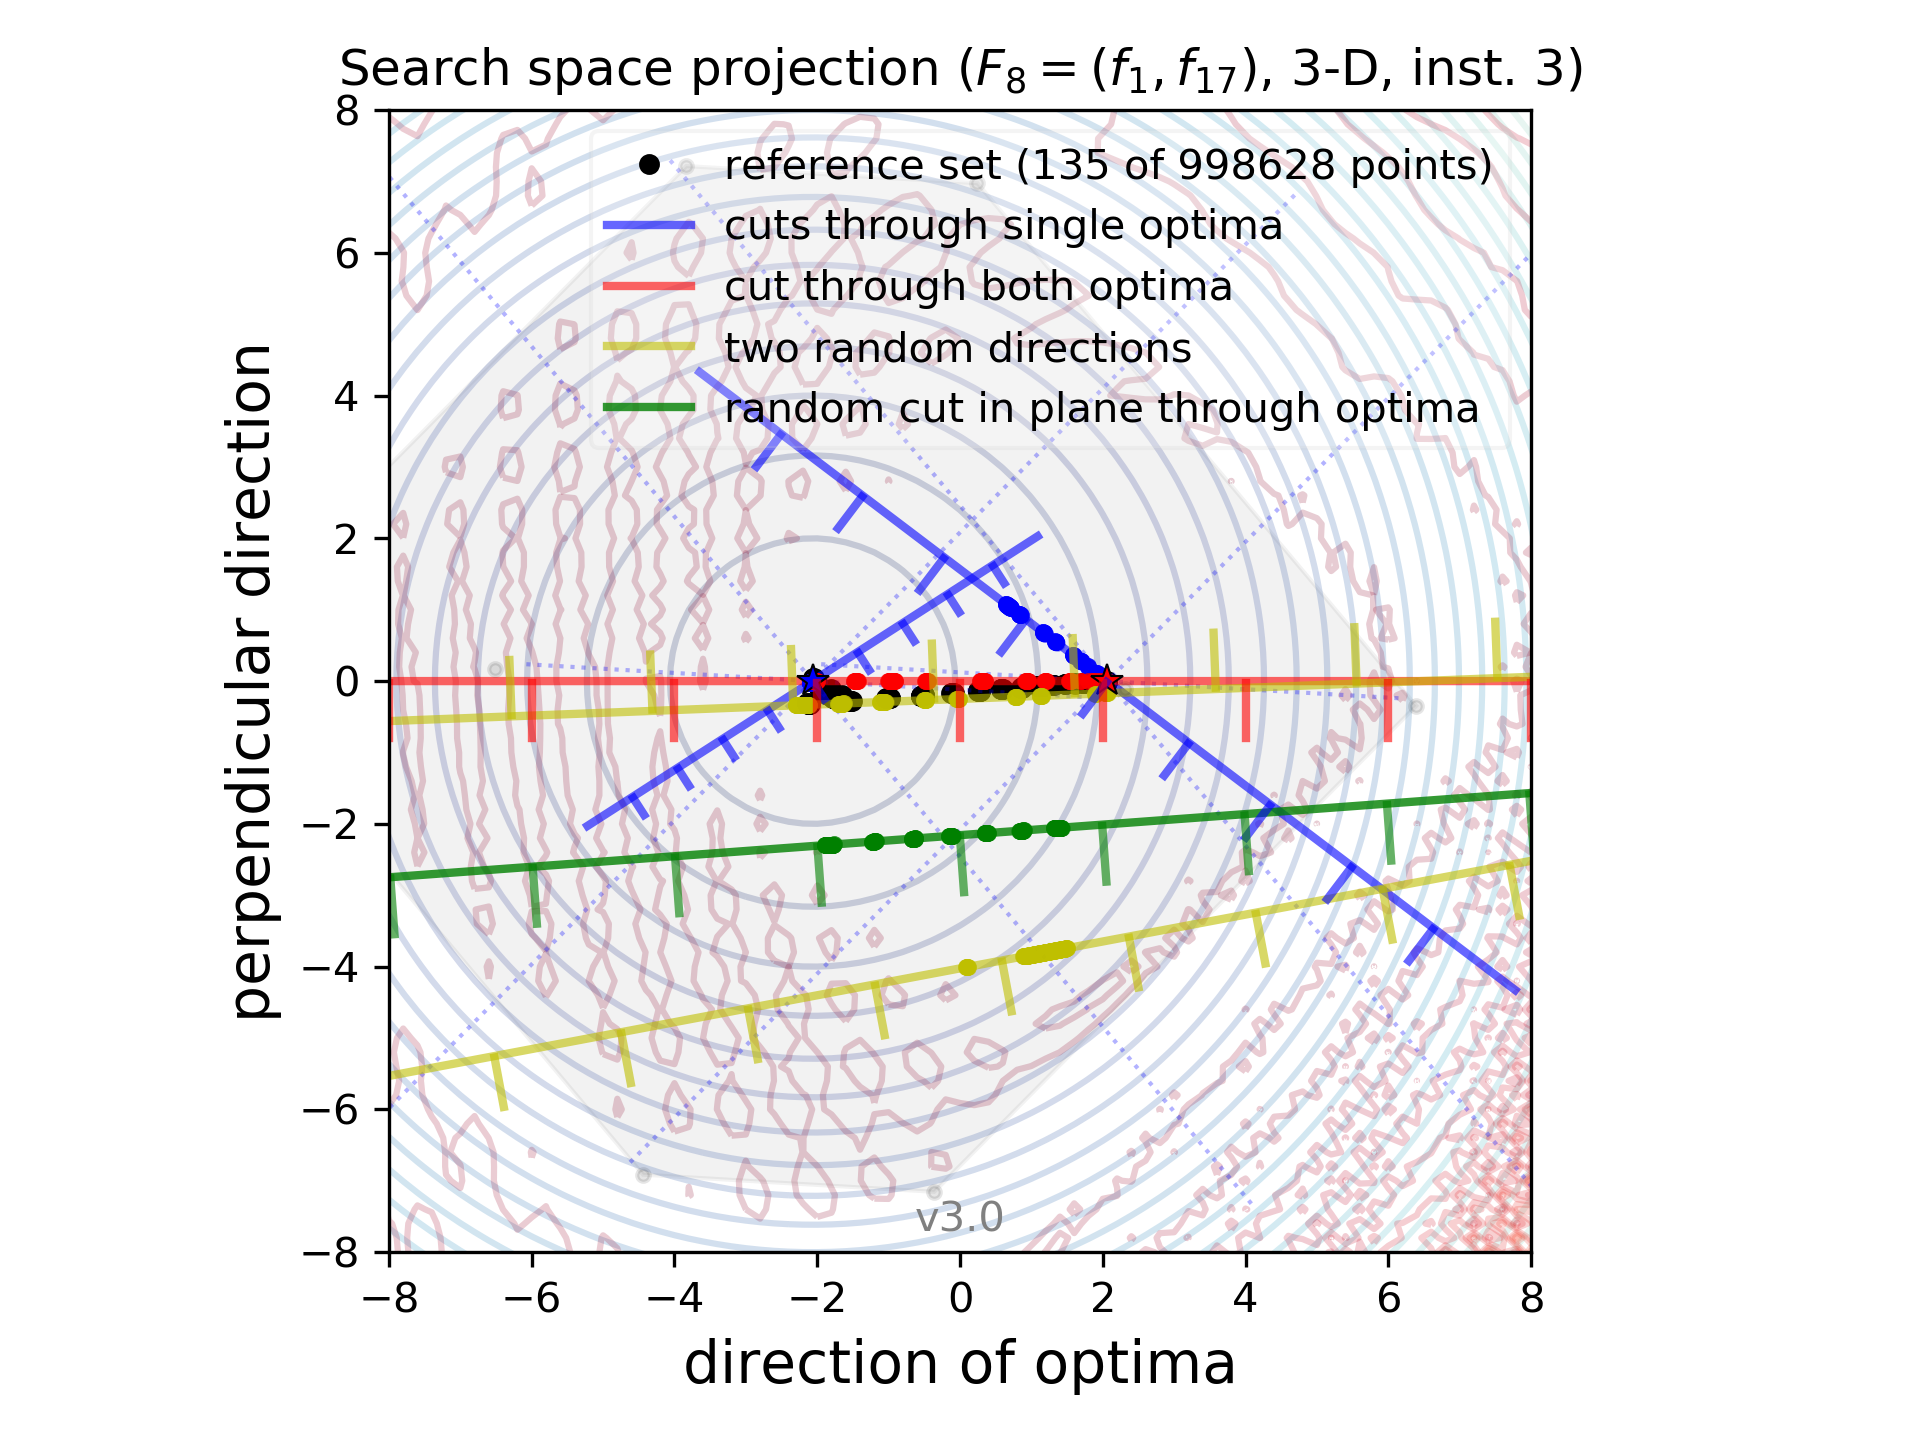 Search space projection (F₈ = (f₁, f₁₇), 3-D, inst. 3)
8
6
4
2
0
−2
−4
−6
−8
perpendicular direction
reference set (135 of 998628 points)
cuts through single optima
cut through both optima
two random directions
random cut in plane through optima
v3.0
−8 −6 −4 −2 0 2 4 6 8
direction of optima